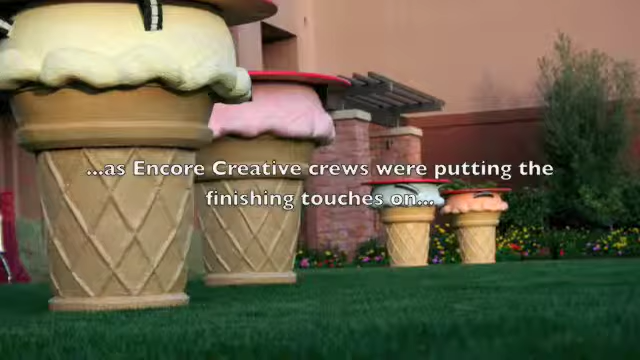 ...as Encore Creative crews were putting the
finishing touches on...